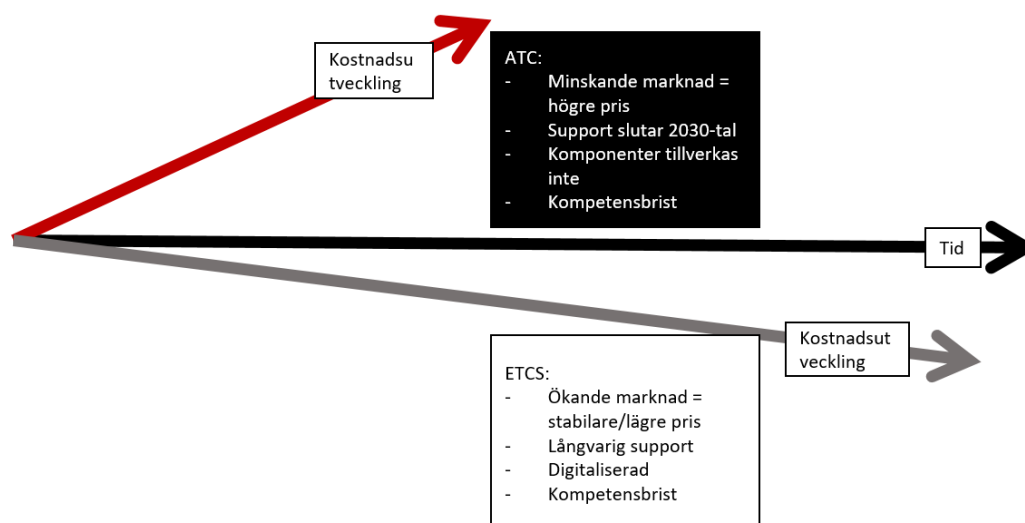 Kostnadsu
tveckling
ATC:
- Minskande marknad =
högre pris
- Support slutar 2030-tal
- Komponenter tillverkas
inte
- Kompetensbrist
Tid
Kostnadsut
veckling
ETCS:
- Ökande marknad =
stabilare/lägre pris
- Långvarig support
- Digitaliserad
- Kompetensbrist